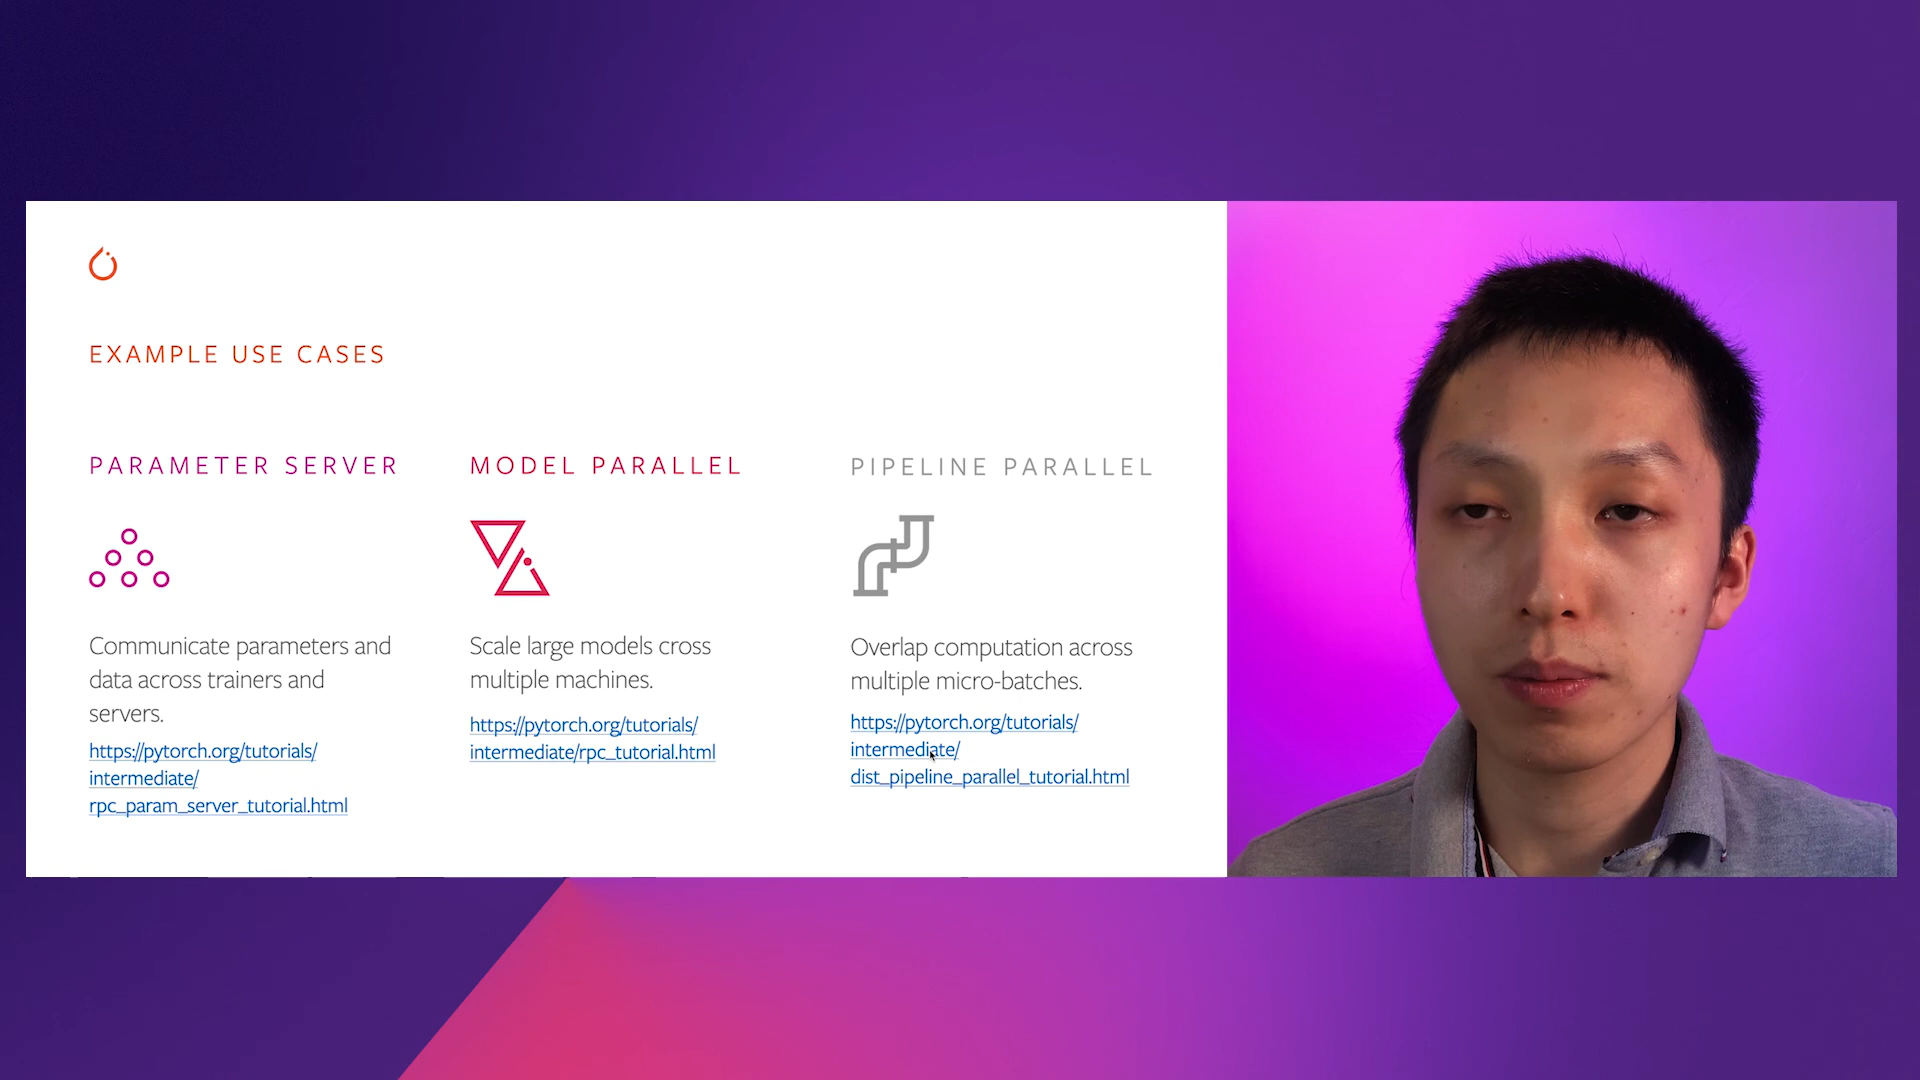 EXAMPLE USE CASES
PARAMETER SERVER
Communicate parameters and
data across trainers and
servers.
https://pytorch.org/tutorials/
intermediate/
rpc_param_server_tutorial.html
MODEL PARALLEL
Scale large models cross
multiple machines.
https://pytorch.org/tutorials/
intermediate/rpc_tutorial.html
PIPELINE PARALLEL
Overlap computation across
multiple micro-batches.
https://pytorch.org/tutorials/
intermediate/
dist_pipeline_parallel_tutorial.html